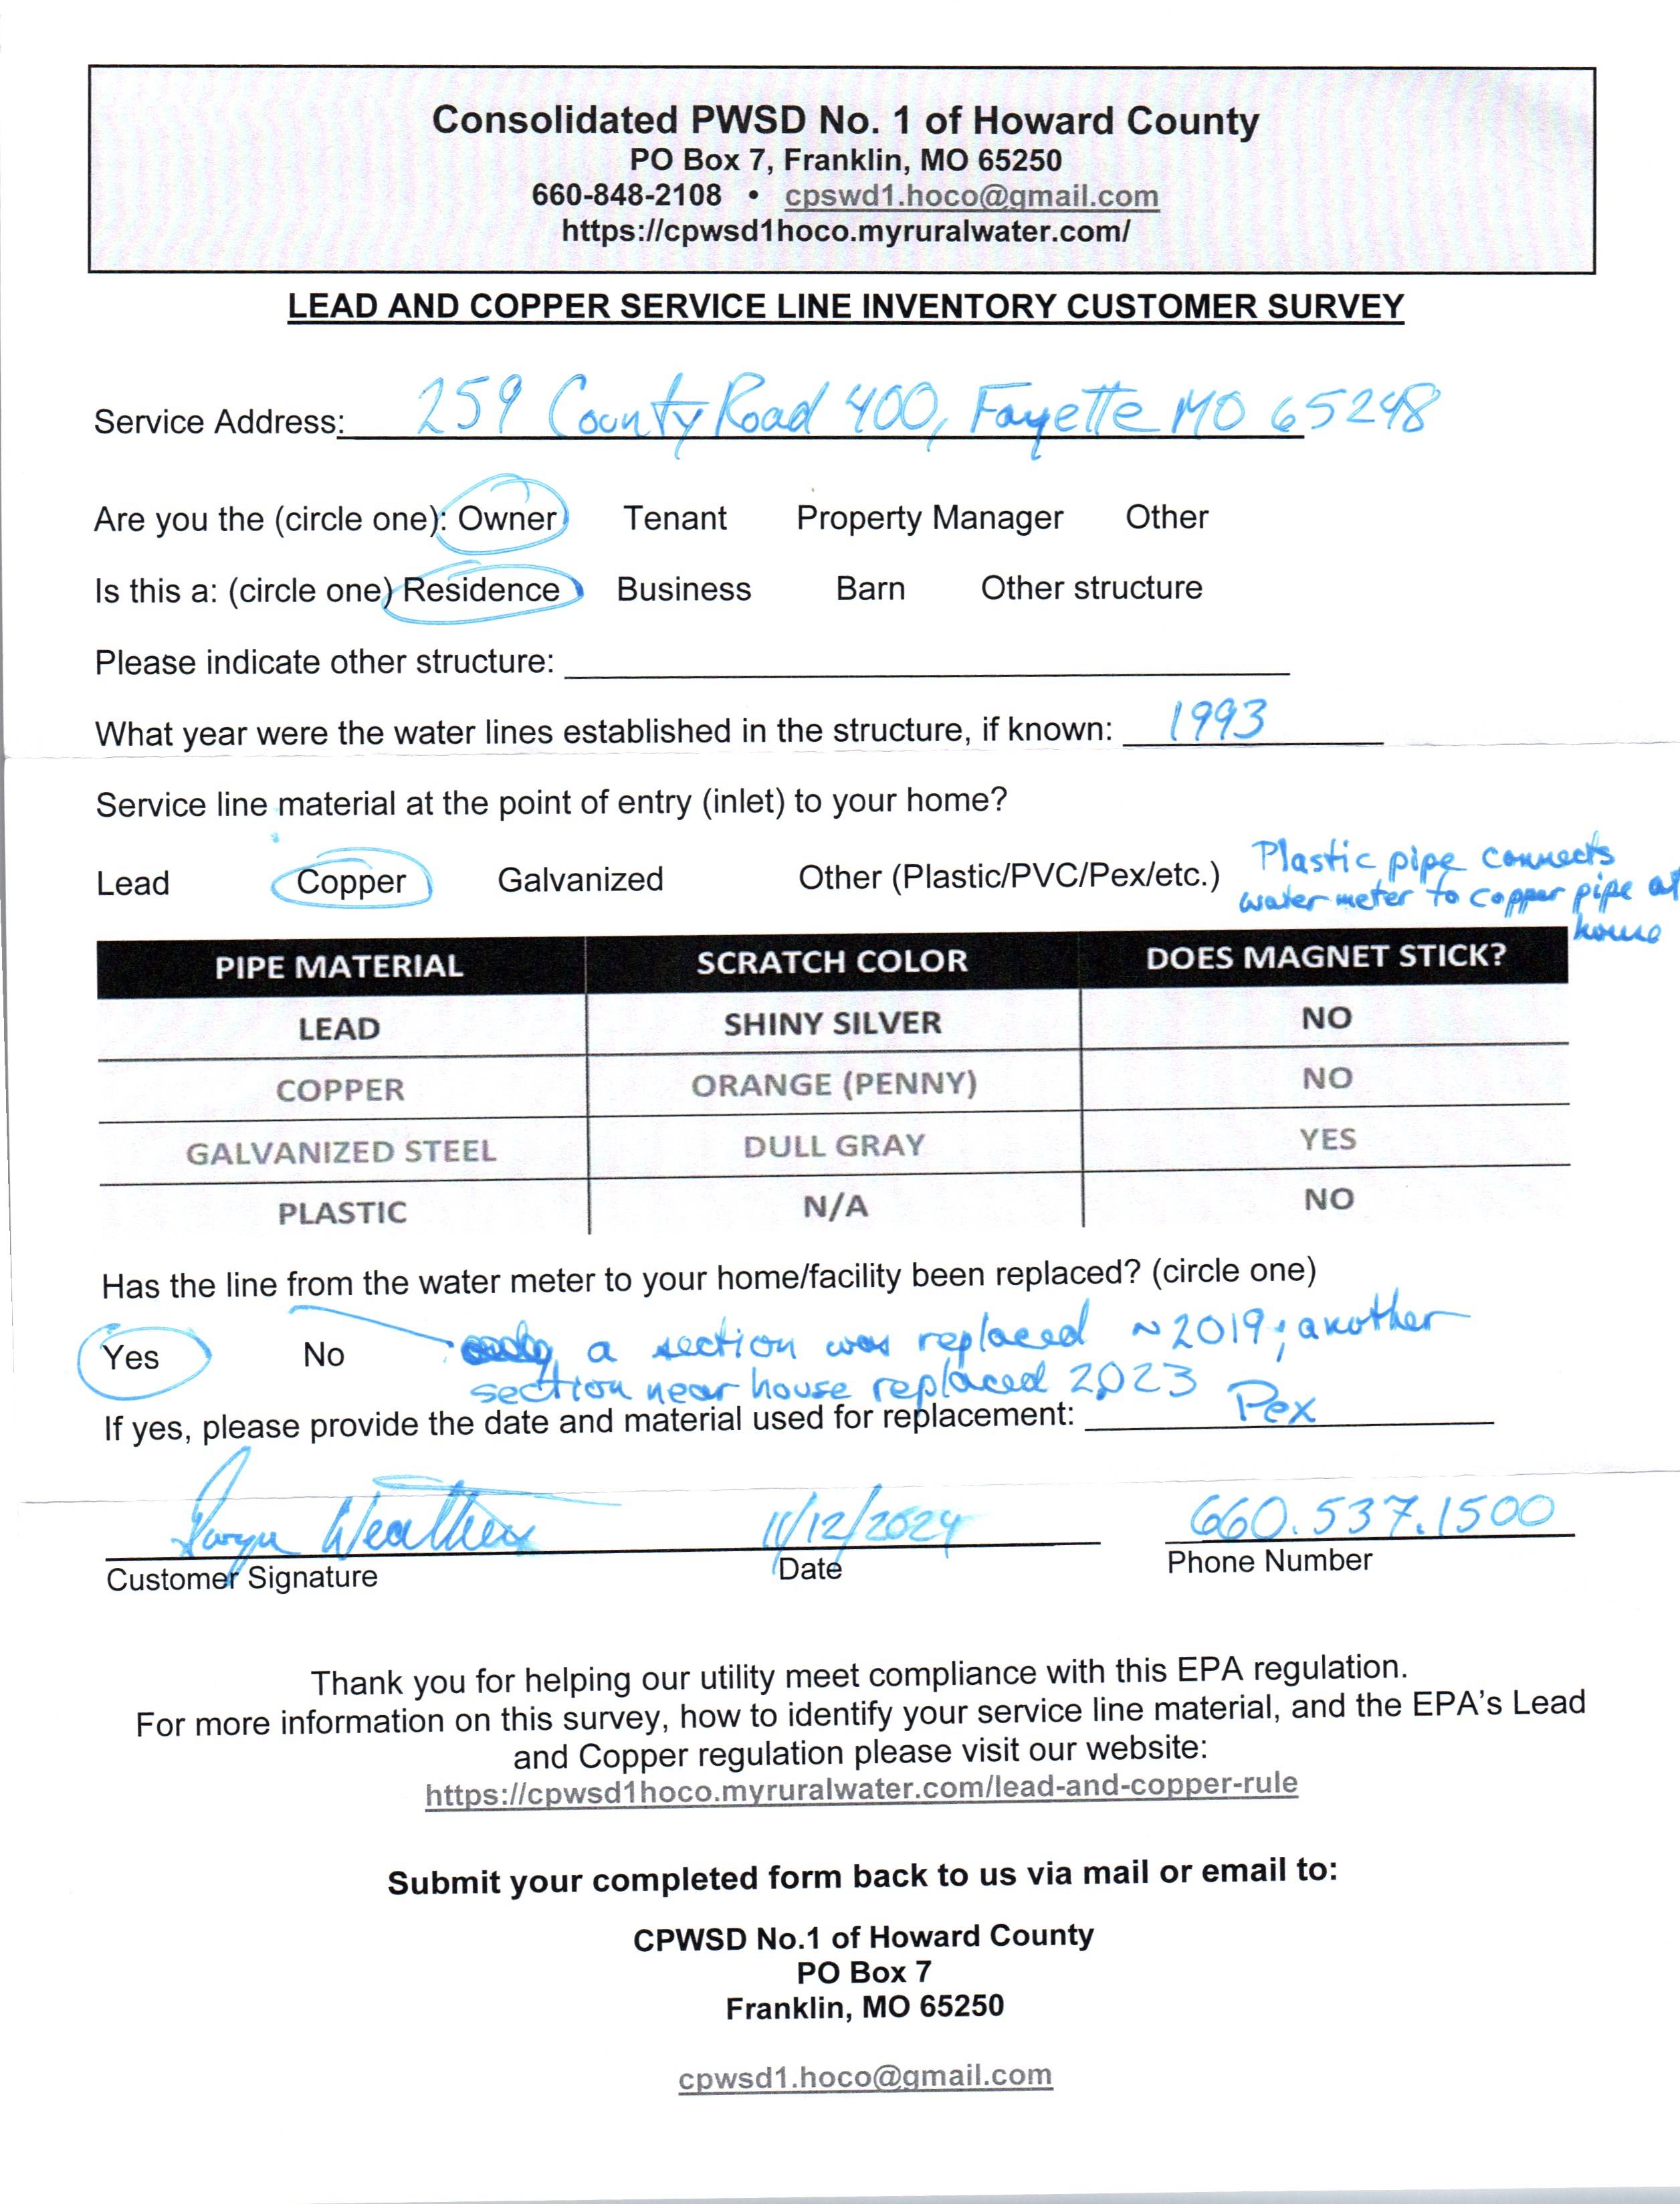 Consolidated PWSD No. 1 of Howard County
PO Box 7, Franklin, MO 65250
660-848-2108 • cpswd1.hoco@gmail.com
https://cpwsd1hoco.myruralwater.com/
LEAD AND COPPER SERVICE LINE INVENTORY CUSTOMER SURVEY
Service Address: 259 County Road 400, Fayette MO 65248
Are you the (circle one): Owner Tenant Property Manager Other
Is this a: (circle one) Residence Business Barn Other structure
Please indicate other structure:
What year were the water lines established in the structure, if known: 1993
Service line material at the point of entry (inlet) to your home?
Lead Copper Galvanized Other (Plastic/PVC/Pex/etc.) Plastic pipe connects
water meter to copper pipe at
house
PIPE MATERIAL SCRATCH COLOR DOES MAGNET STICK?
LEAD SHINY SILVER NO
COPPER ORANGE (PENNY) NO
GALVANIZED STEEL DULL GRAY YES
PLASTIC N/A NO
Has the line from the water meter to your home/facility been replaced? (circle one)
Yes No a section was replaced ~2019; another
section near house replaced 2023
If yes, please provide the date and material used for replacement: Pex
11/12/2024 660.537.1500
Customer Signature Date Phone Number
Thank you for helping our utility meet compliance with this EPA regulation.
For more information on this survey, how to identify your service line material, and the EPA's Lead
and Copper regulation please visit our website:
https://cpwsd1hoco.myruralwater.com/lead-and-copper-rule
Submit your completed form back to us via mail or email to:
CPWSD No.1 of Howard County
PO Box 7
Franklin, MO 65250
cpwsd1.hoco@gmail.com